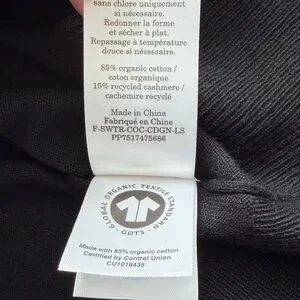 sans chlore uniquement
si nécessaire.
Redonner la forme
et sécher à plat.
Repassage à température
douce si nécessaire.
85% organic cotton /
coton organique
15% recycled cashmere /
cachemire recyclé
Made in China
Fabriqué en Chine
F-SWTR-COC-CDGN-LS
PP7517475686
GLOBAL ORGANIC TEXTILE STANDARD
· GOTS ·
Made with 85% organic cotton
Certified by Control Union
CU1019435